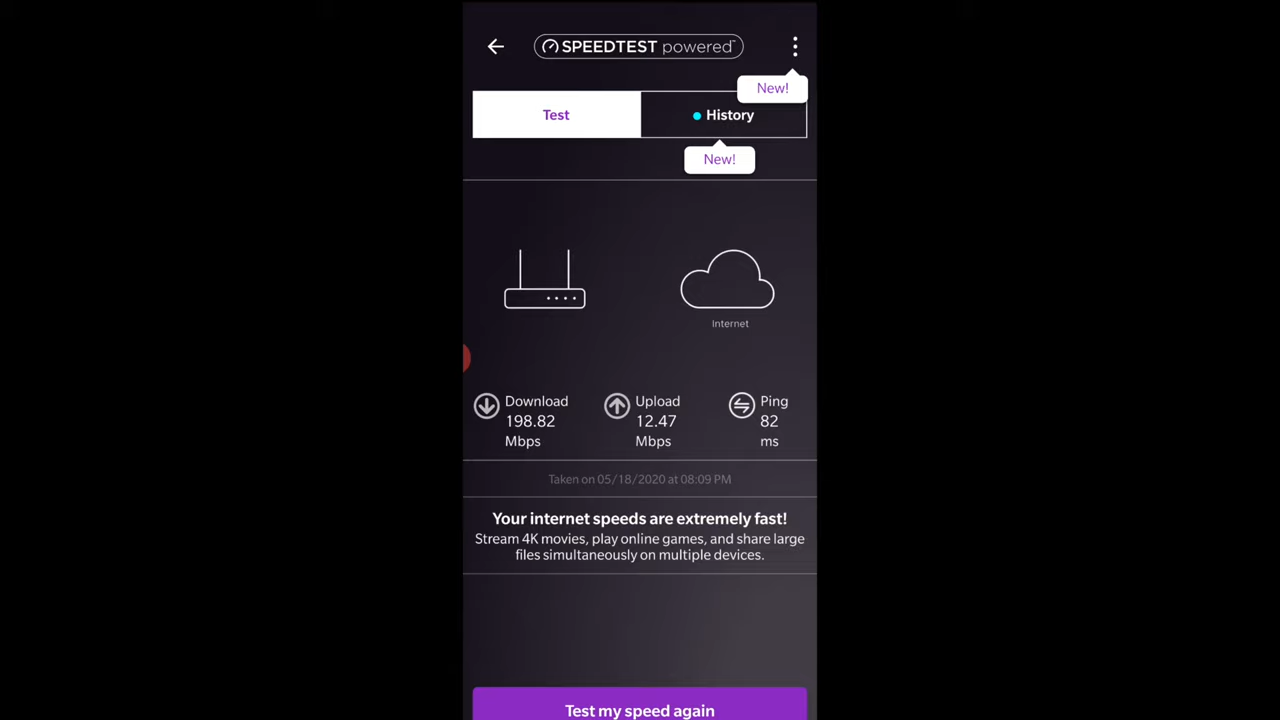 SPEEDTEST powered™
New!
Test
History
New!
Internet
Download
198.82
Mbps
Upload
12.47
Mbps
Ping
82
ms
Taken on 05/18/2020 at 08:09 PM
Your internet speeds are extremely fast!
Stream 4K movies, play online games, and share large
files simultaneously on multiple devices.
Test my speed again